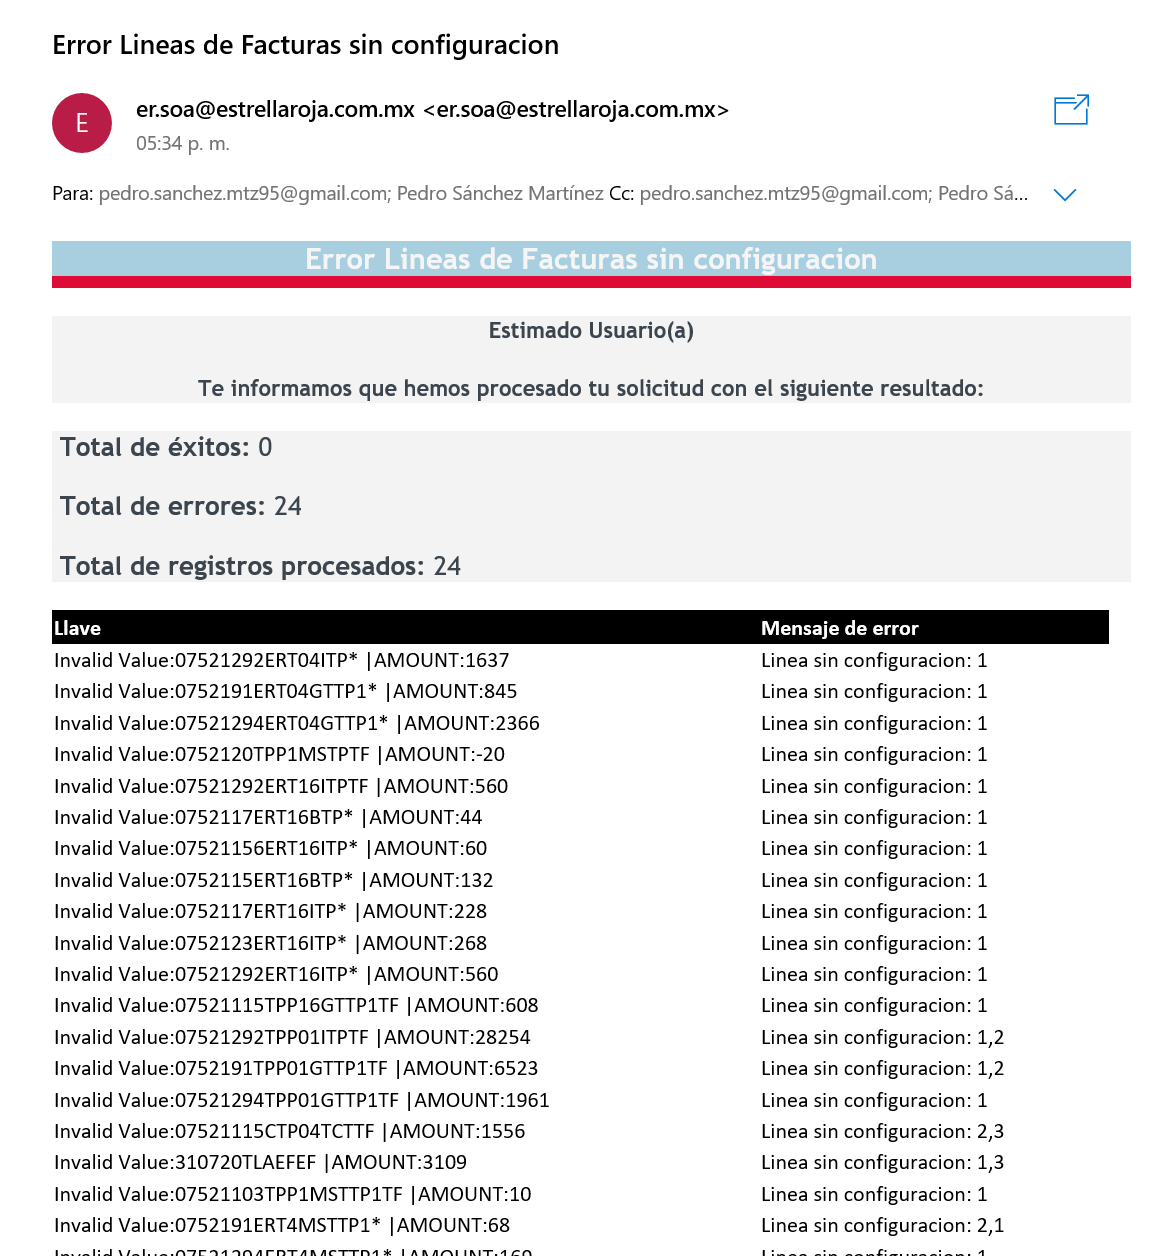 Error Lineas de Facturas sin configuracion
E
er.soa@estrellaroja.com.mx <er.soa@estrellaroja.com.mx>
05:34 p. m.
Para: pedro.sanchez.mtz95@gmail.com; Pedro Sánchez Martínez Cc: pedro.sanchez.mtz95@gmail.com; Pedro Sá...
Error Lineas de Facturas sin configuracion
Estimado Usuario(a)
Te informamos que hemos procesado tu solicitud con el siguiente resultado:
Total de éxitos: 0
Total de errores: 24
Total de registros procesados: 24
Llave Mensaje de error
Invalid Value:07521292ERT04ITP* |AMOUNT:1637 Linea sin configuracion: 1
Invalid Value:0752191ERT04GTTP1* |AMOUNT:845 Linea sin configuracion: 1
Invalid Value:07521294ERT04GTTP1* |AMOUNT:2366 Linea sin configuracion: 1
Invalid Value:0752120TPP1MSTPTF |AMOUNT:-20 Linea sin configuracion: 1
Invalid Value:07521292ERT16ITPTF |AMOUNT:560 Linea sin configuracion: 1
Invalid Value:0752117ERT16BTP* |AMOUNT:44 Linea sin configuracion: 1
Invalid Value:07521156ERT16ITP* |AMOUNT:60 Linea sin configuracion: 1
Invalid Value:0752115ERT16BTP* |AMOUNT:132 Linea sin configuracion: 1
Invalid Value:0752117ERT16ITP* |AMOUNT:228 Linea sin configuracion: 1
Invalid Value:0752123ERT16ITP* |AMOUNT:268 Linea sin configuracion: 1
Invalid Value:07521292ERT16ITP* |AMOUNT:560 Linea sin configuracion: 1
Invalid Value:07521115TPP16GTTP1TF |AMOUNT:608 Linea sin configuracion: 1
Invalid Value:07521292TPP01ITPTF |AMOUNT:28254 Linea sin configuracion: 1,2
Invalid Value:0752191TPP01GTTP1TF |AMOUNT:6523 Linea sin configuracion: 1,2
Invalid Value:07521294TPP01GTTP1TF |AMOUNT:1961 Linea sin configuracion: 1
Invalid Value:07521115CTP04TCTTF |AMOUNT:1556 Linea sin configuracion: 2,3
Invalid Value:310720TLAEFEF |AMOUNT:3109 Linea sin configuracion: 1,3
Invalid Value:07521103TPP1MSTTP1TF |AMOUNT:10 Linea sin configuracion: 1
Invalid Value:0752191ERT4MSTTP1* |AMOUNT:68 Linea sin configuracion: 2,1
Invalid Value:07521294ERT4MSTTP1* |AMOUNT:169 Linea sin configuracion: 1